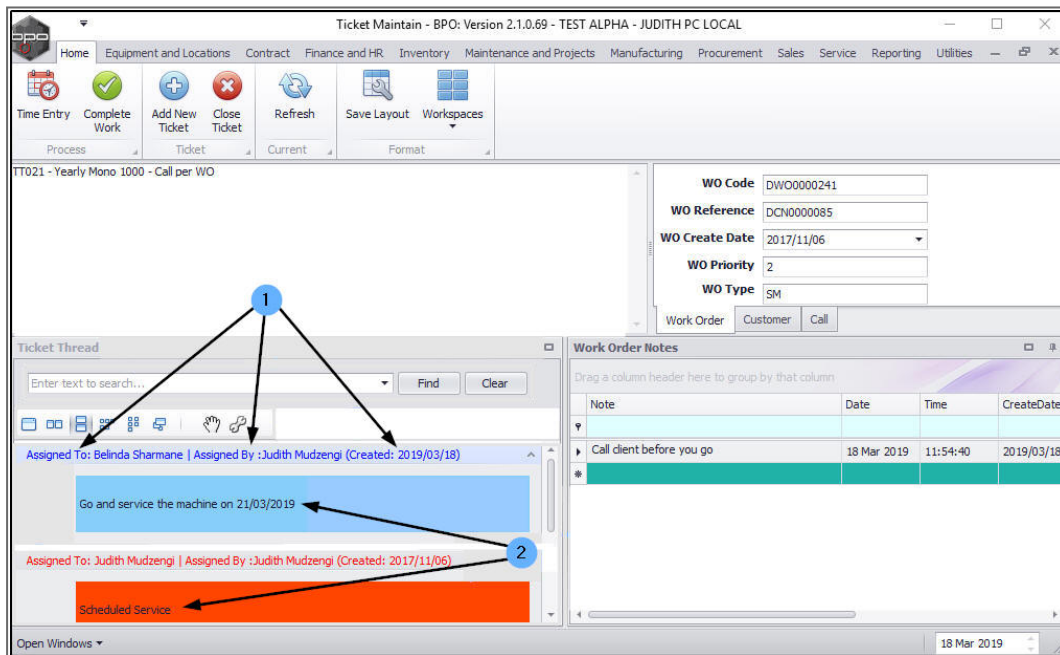 bpo
Ticket Maintain - BPO: Version 2.1.0.69 - TEST ALPHA - JUDITH PC LOCAL
Home Equipment and Locations Contract Finance and HR Inventory Maintenance and Projects Manufacturing Procurement Sales Service Reporting Utilities
Time Entry Complete Work Add New Ticket Close Ticket Refresh Save Layout Workspaces
Process Ticket Current Format
TT021 - Yearly Mono 1000 - Call per WO
WO Code DWO0000241
WO Reference DCN0000085
WO Create Date 2017/11/06
WO Priority 2
WO Type SM
Work Order Customer Call
1
Ticket Thread
Enter text to search... Find Clear
Assigned To: Belinda Sharmane | Assigned By :Judith Mudzengi (Created: 2019/03/18)
Go and service the machine on 21/03/2019
2
Assigned To: Judith Mudzengi | Assigned By :Judith Mudzengi (Created: 2017/11/06)
Scheduled Service
Work Order Notes
Drag a column header here to group by that column
Note Date Time CreateDate
Call client before you go 18 Mar 2019 11:54:40 2019/03/18
Open Windows 18 Mar 2019